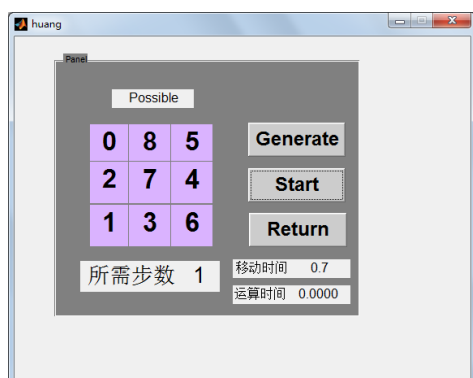 huang
Panel
Possible
0 8 5
Generate
2 7 4
Start
1 3 6
Return
所需步数 1
移动时间 0.7
运算时间 0.0000